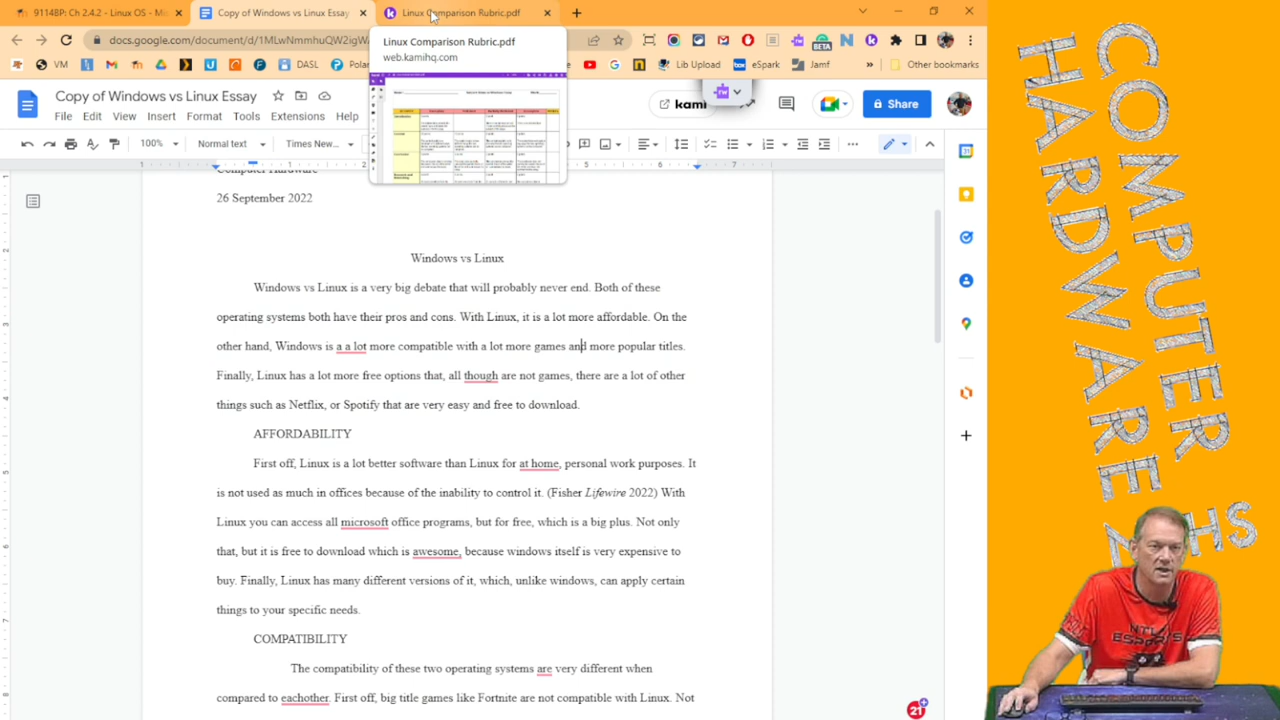 9114BP: Ch 2.4.2 - Linux OS - Mi
Copy of Windows vs Linux Essay
Linux Comparison Rubric.pdf
docs.google.com/document/d/1MLwNmmhuQW2igW
Linux Comparison Rubric.pdf
web.kamihq.com
VM
DASL
Polar
Lib Upload
eSpark
Jamf
Other bookmarks
BETA
Copy of Windows vs Linux Essay
File Edit View Insert Format Tools Extensions Help
kami
Share
100%
Normal text
Times New...
Computer Hardware
26 September 2022
Windows vs Linux
Windows vs Linux is a very big debate that will probably never end. Both of these
operating systems both have their pros and cons. With Linux, it is a lot more affordable. On the
other hand, Windows is a a lot more compatible with a lot more games and more popular titles.
Finally, Linux has a lot more free options that, all though are not games, there are a lot of other
things such as Netflix, or Spotify that are very easy and free to download.
AFFORDABILITY
First off, Linux is a lot better software than Linux for at home, personal work purposes. It
is not used as much in offices because of the inability to control it. (Fisher Lifewire 2022) With
Linux you can access all microsoft office programs, but for free, which is a big plus. Not only
that, but it is free to download which is awesome, because windows itself is very expensive to
buy. Finally, Linux has many different versions of it, which, unlike windows, can apply certain
things to your specific needs.
COMPATIBILITY
The compatibility of these two operating systems are very different when
compared to eachother. First off, big title games like Fortnite are not compatible with Linux. Not
21
COMPUTER
HARDWARE
HS
ESPORTS